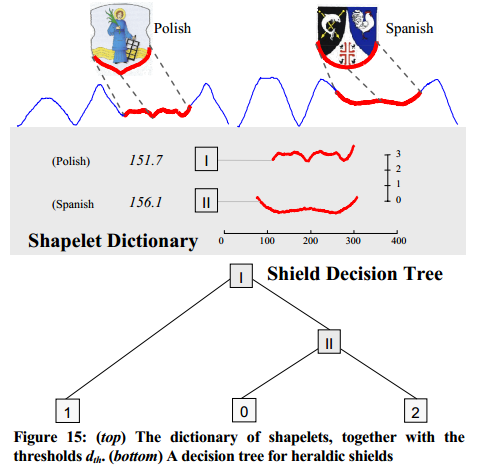 Polish
Spanish
(Polish) 151.7 I
3
2
1
0
(Spanish 156.1 II
Shapelet Dictionary
0 100 200 300 400
Shield Decision Tree
I
II
1 0 2
Figure 15: (top) The dictionary of shapelets, together with the
thresholds dth. (bottom) A decision tree for heraldic shields